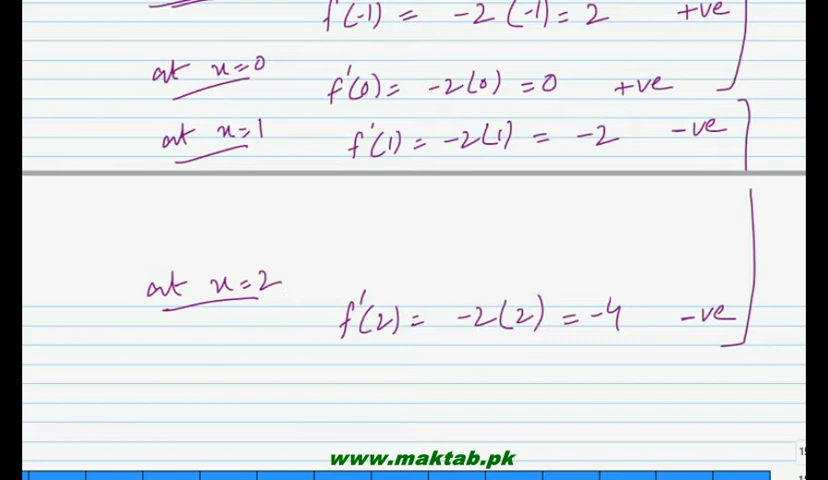 f'(-1) = -2(-1) = 2 +ve
at x=0 f'(0) = -2(0) = 0 +ve
at x=1 f'(1) = -2(1) = -2 -ve
at x=2
f'(2) = -2(2) = -4 -ve
www.maktab.pk